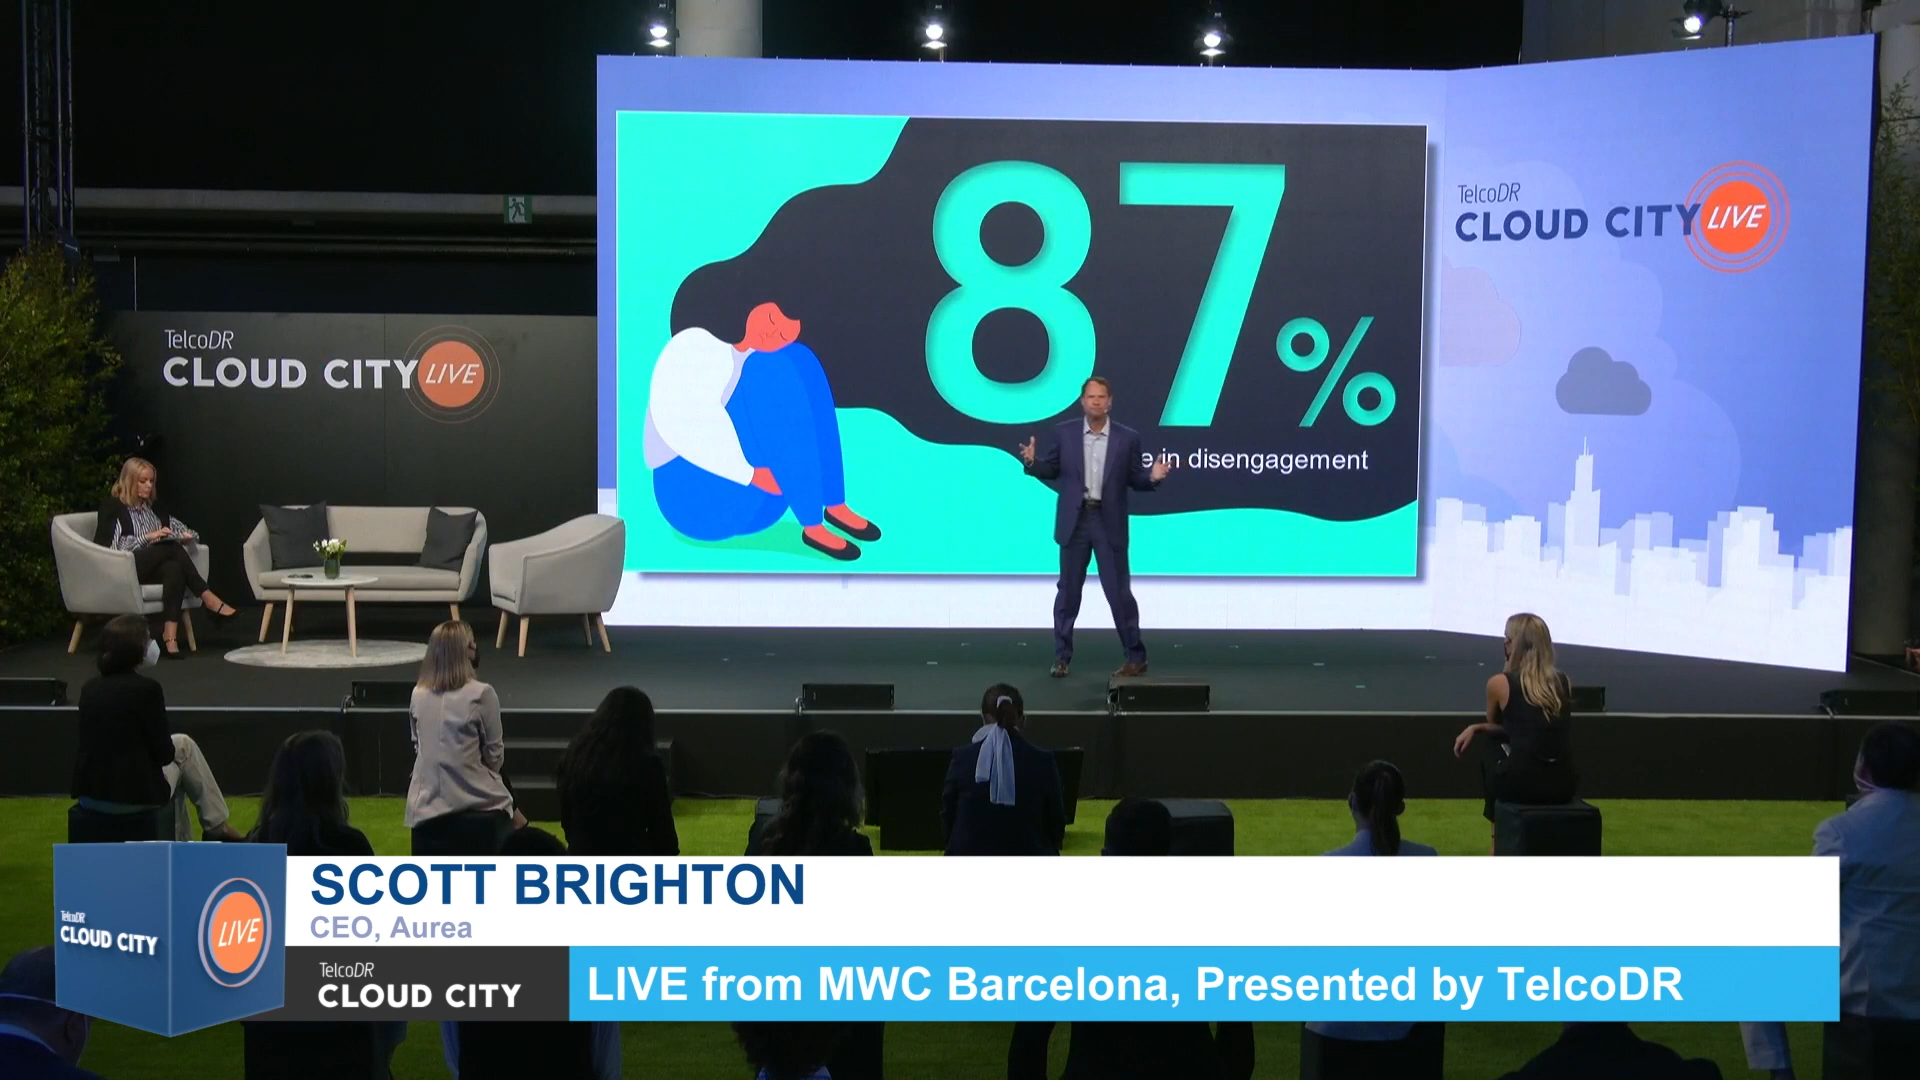 87%
in disengagement
TelcoDR
CLOUD CITY LIVE
TelcoDR
CLOUD CITY LIVE
SCOTT BRIGHTON
CEO, Aurea
TelcoDR
CLOUD CITY
LIVE
TelcoDR
CLOUD CITY
LIVE from MWC Barcelona, Presented by TelcoDR